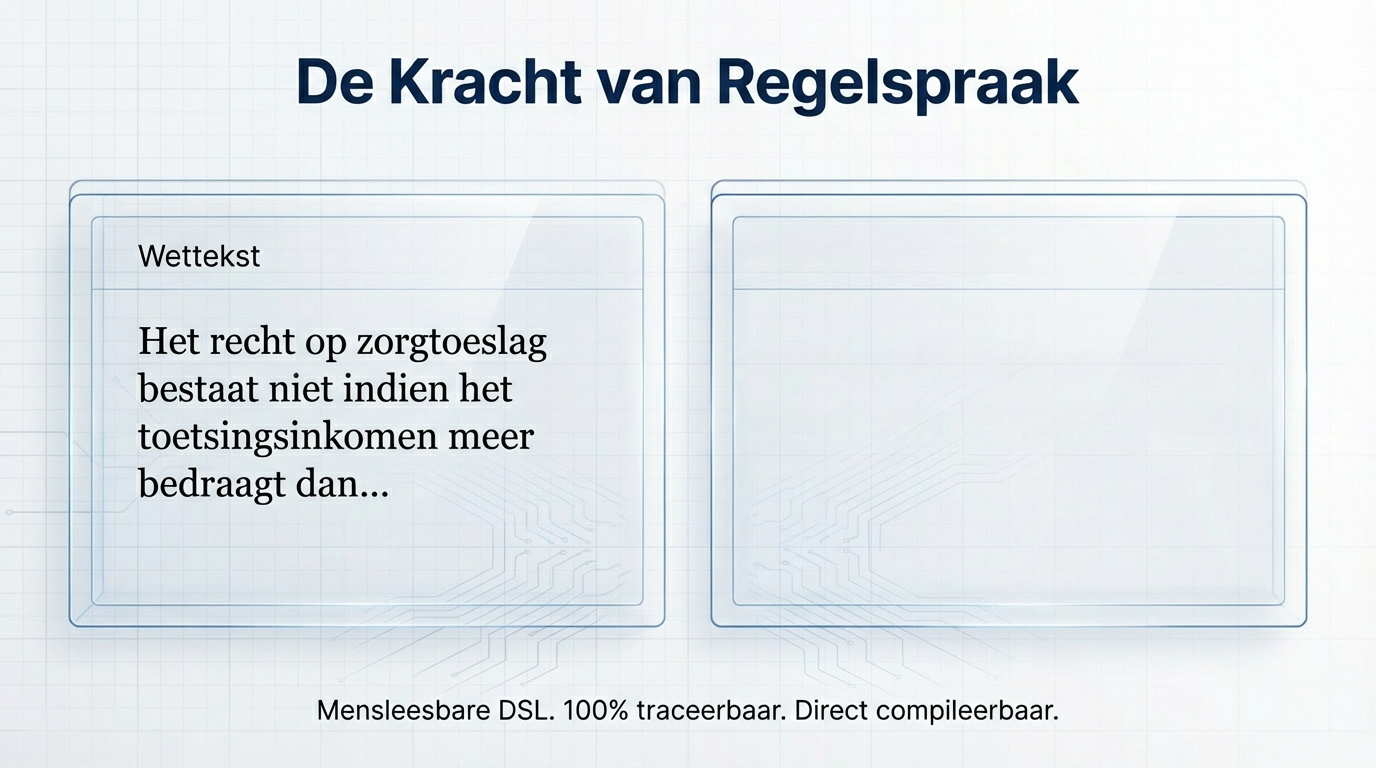 De Kracht van Regelspraak
Wettekst
Het recht op zorgtoeslag
bestaat niet indien het
toetsingsinkomen meer
bedraagt dan...
Mensleesbare DSL. 100% traceerbaar. Direct compileerbaar.